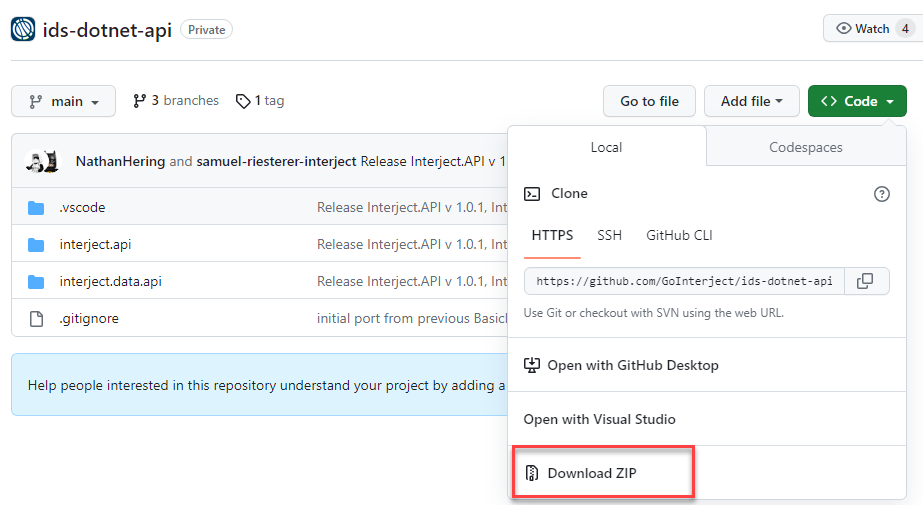 ids-dotnet-api Private Watch 4
main 3 branches 1 tag Go to file Add file Code
Local Codespaces
NathanHering and samuel-riesterer-interject Release Interject.API v 1
Clone
.vscode Release Interject.API v 1.0.1, Int
HTTPS SSH GitHub CLI
interject.api Release Interject.API v 1.0.1, Int
interject.data.api Release Interject.API v 1.0.1, Int
https://github.com/GoInterject/ids-dotnet-api
.gitignore initial port from previous Basic
Use Git or checkout with SVN using the web URL.
Open with GitHub Desktop
Help people interested in this repository understand your project by adding a
Open with Visual Studio
Download ZIP